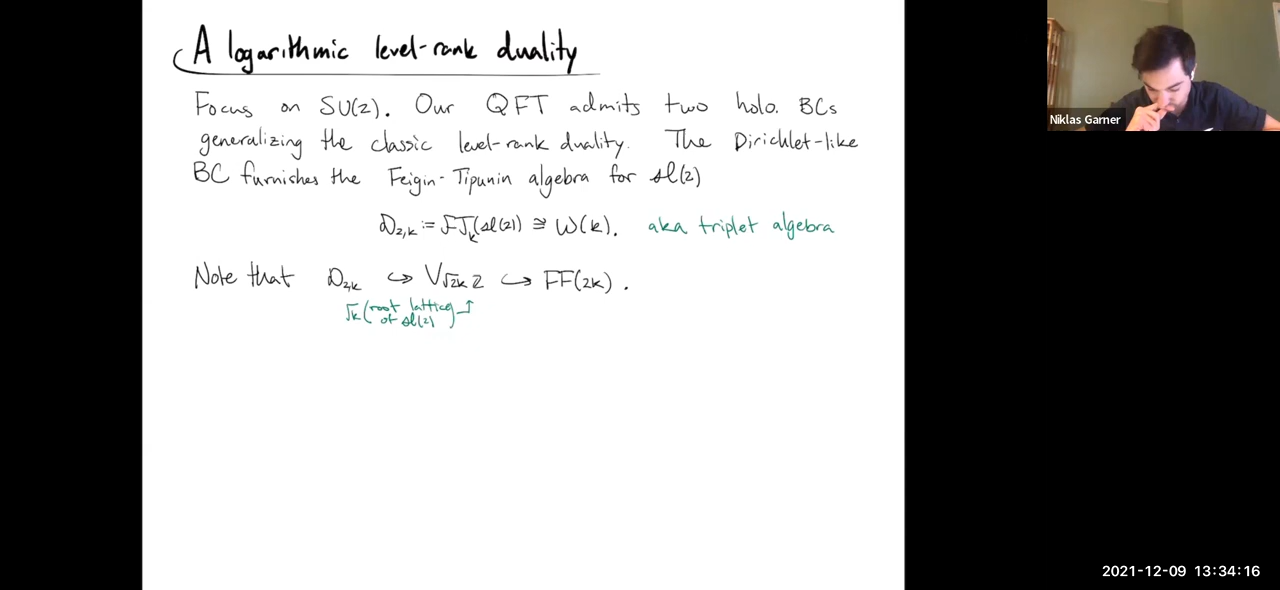 A logarithmic level-rank duality
Focus on SU(2). Our QFT admits two holo. BCs
generalizing the classic level-rank duality. The Dirichlet-like
BC furnishes the Feigin-Tipunin algebra for sl(2)
𝒟₂,ₖ := ℱ𝒯ₖ(sl(2)) ≅ W(k). aka triplet algebra
Note that 𝒟₂,ₖ ↪ V√2k ℤ ↪ FF(2k).
√k(root lattice of sl(2))
Niklas Garner
2021-12-09 13:34:16